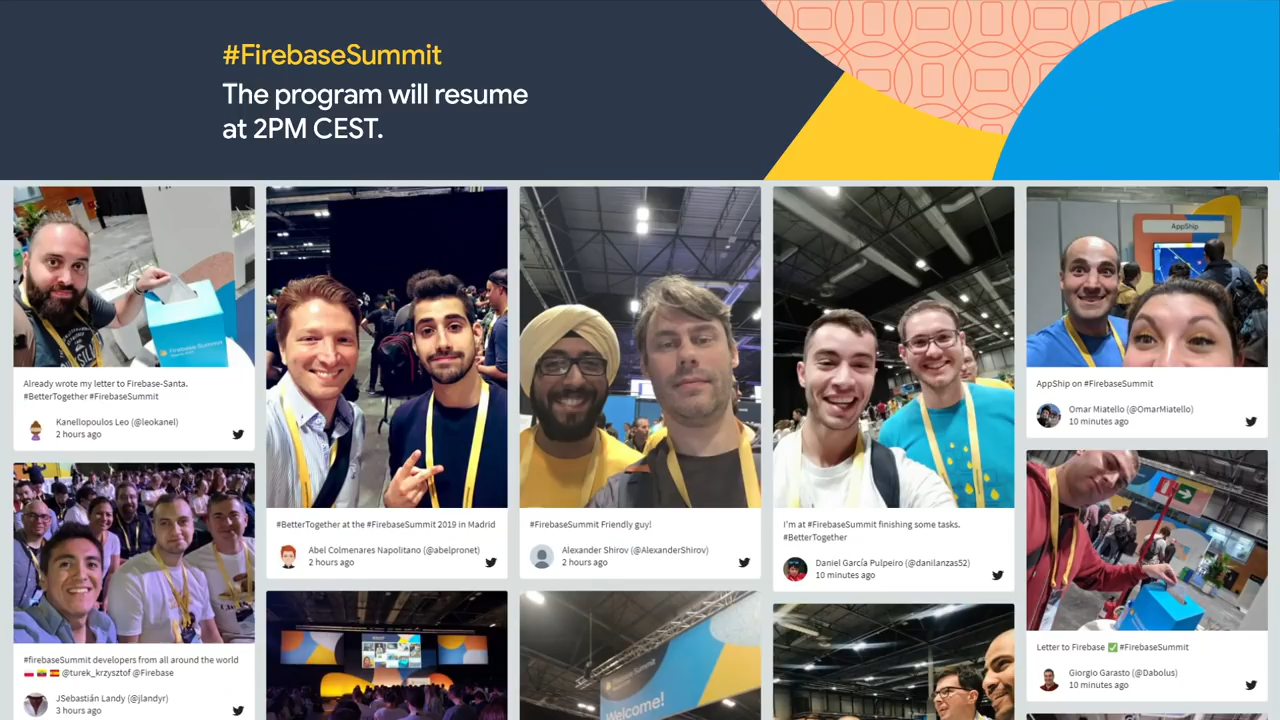 #FirebaseSummit
The program will resume
at 2PM CEST.
Already wrote my letter to Firebase-Santa.
#BetterTogether #FirebaseSummit
Kanellopoulos Leo (@leokanel)
2 hours ago
#firebaseSummit developers from all around the world
@turek_krzysztof @Firebase
JSebastián Landy (@jlandyr)
3 hours ago
#BetterTogether at the #FirebaseSummit 2019 in Madrid
Abel Colmenares Napolitano (@abelpronet)
2 hours ago
#FirebaseSummit Friendly guy!
Alexander Shirov (@AlexanderShirov)
2 hours ago
Firebase Summit
Welcome!
I'm at #FirebaseSummit finishing some tasks.
#BetterTogether
Daniel García Pulpeiro (@danilanzas52)
10 minutes ago
AppShip
AppShip on #FirebaseSummit
Omar Miatello (@OmarMiatello)
10 minutes ago
Letter to Firebase ✅ #FirebaseSummit
Giorgio Garasto (@Dabolus)
10 minutes ago